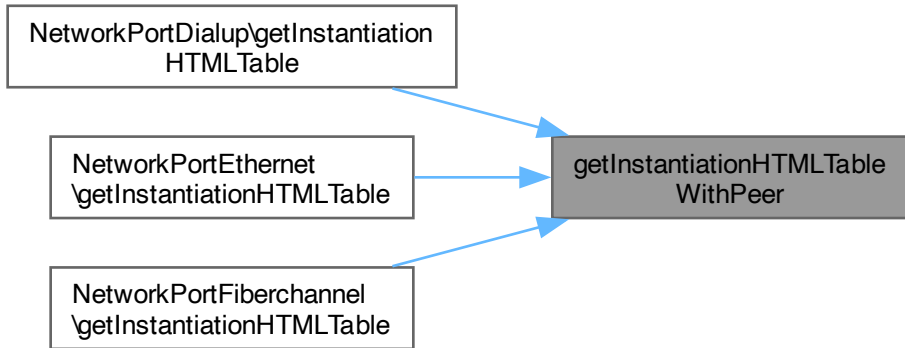 NetworkPortDialup\getInstantiation
HTMLTable
NetworkPortEthernet
\getInstantiationHTMLTable
NetworkPortFiberchannel
\getInstantiationHTMLTable
getInstantiationHTMLTable
WithPeer